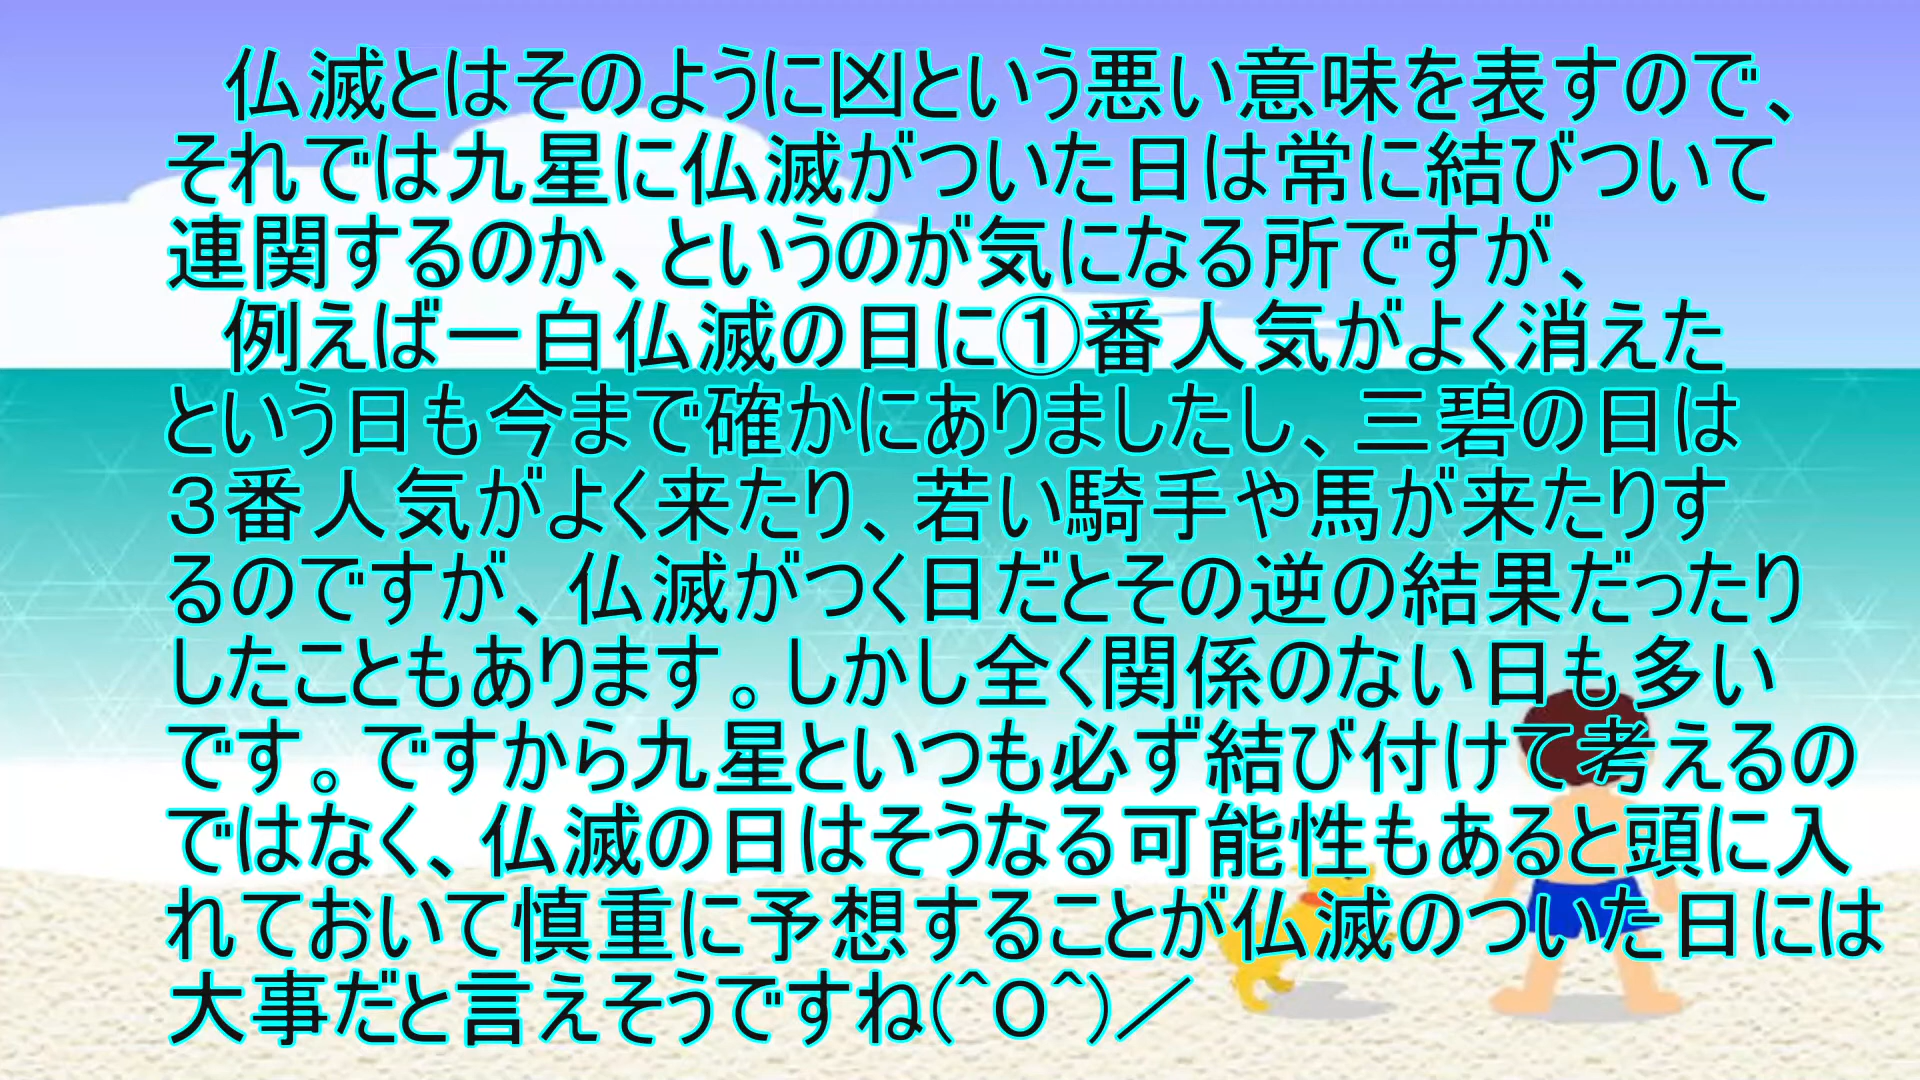 仏滅とはそのように凶という悪い意味を表すので、
それでは九星に仏滅がついた日は常に結びついて
連関するのか、というのが気になる所ですが、
例えば一白仏滅の日に①番人気がよく消えた
という日も今まで確かにありましたし、三碧の日は
３番人気がよく来たり、若い騎手や馬が来たりす
るのですが、仏滅がつく日だとその逆の結果だったり
したこともあります。しかし全く関係のない日も多い
です。ですから九星といつも必ず結び付けて考えるの
ではなく、仏滅の日はそうなる可能性もあると頭に入
れておいて慎重に予想することが仏滅のついた日には
大事だと言えそうですね(^O^)／